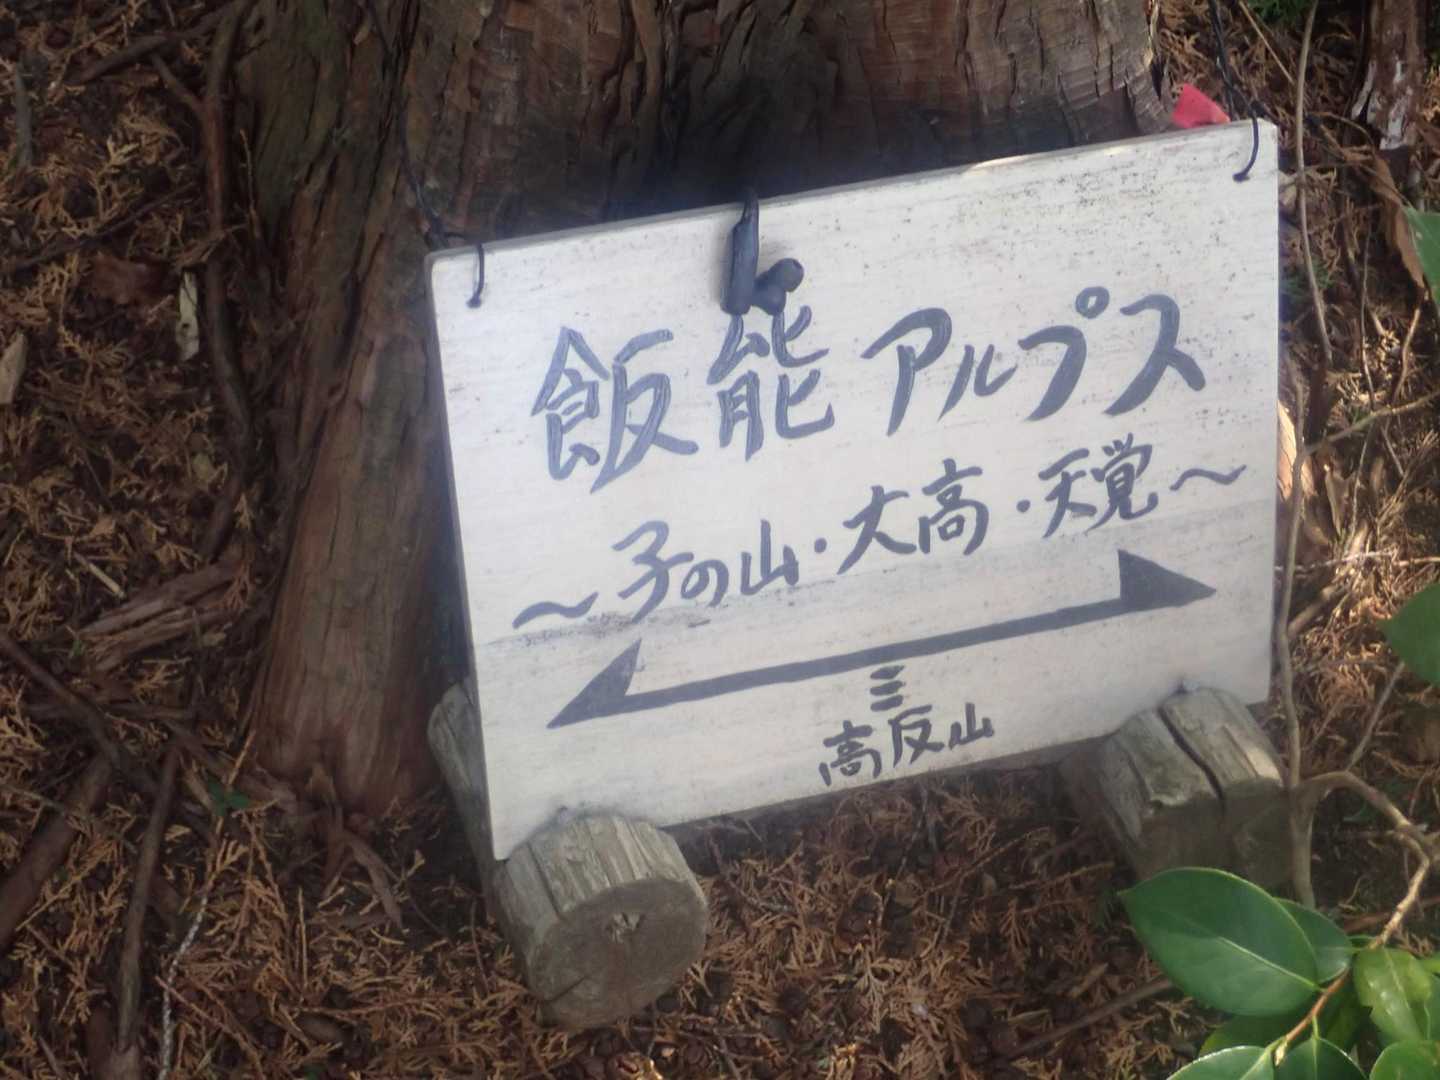 飯能アルプス
～子の山・大高・天覚～
三
高反山